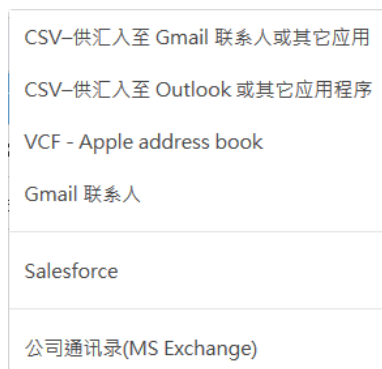 CSV–供汇入至 Gmail 联系人或其它应用
CSV–供汇入至 Outlook 或其它应用程序
VCF - Apple address book
Gmail 联系人
Salesforce
公司通讯录(MS Exchange)